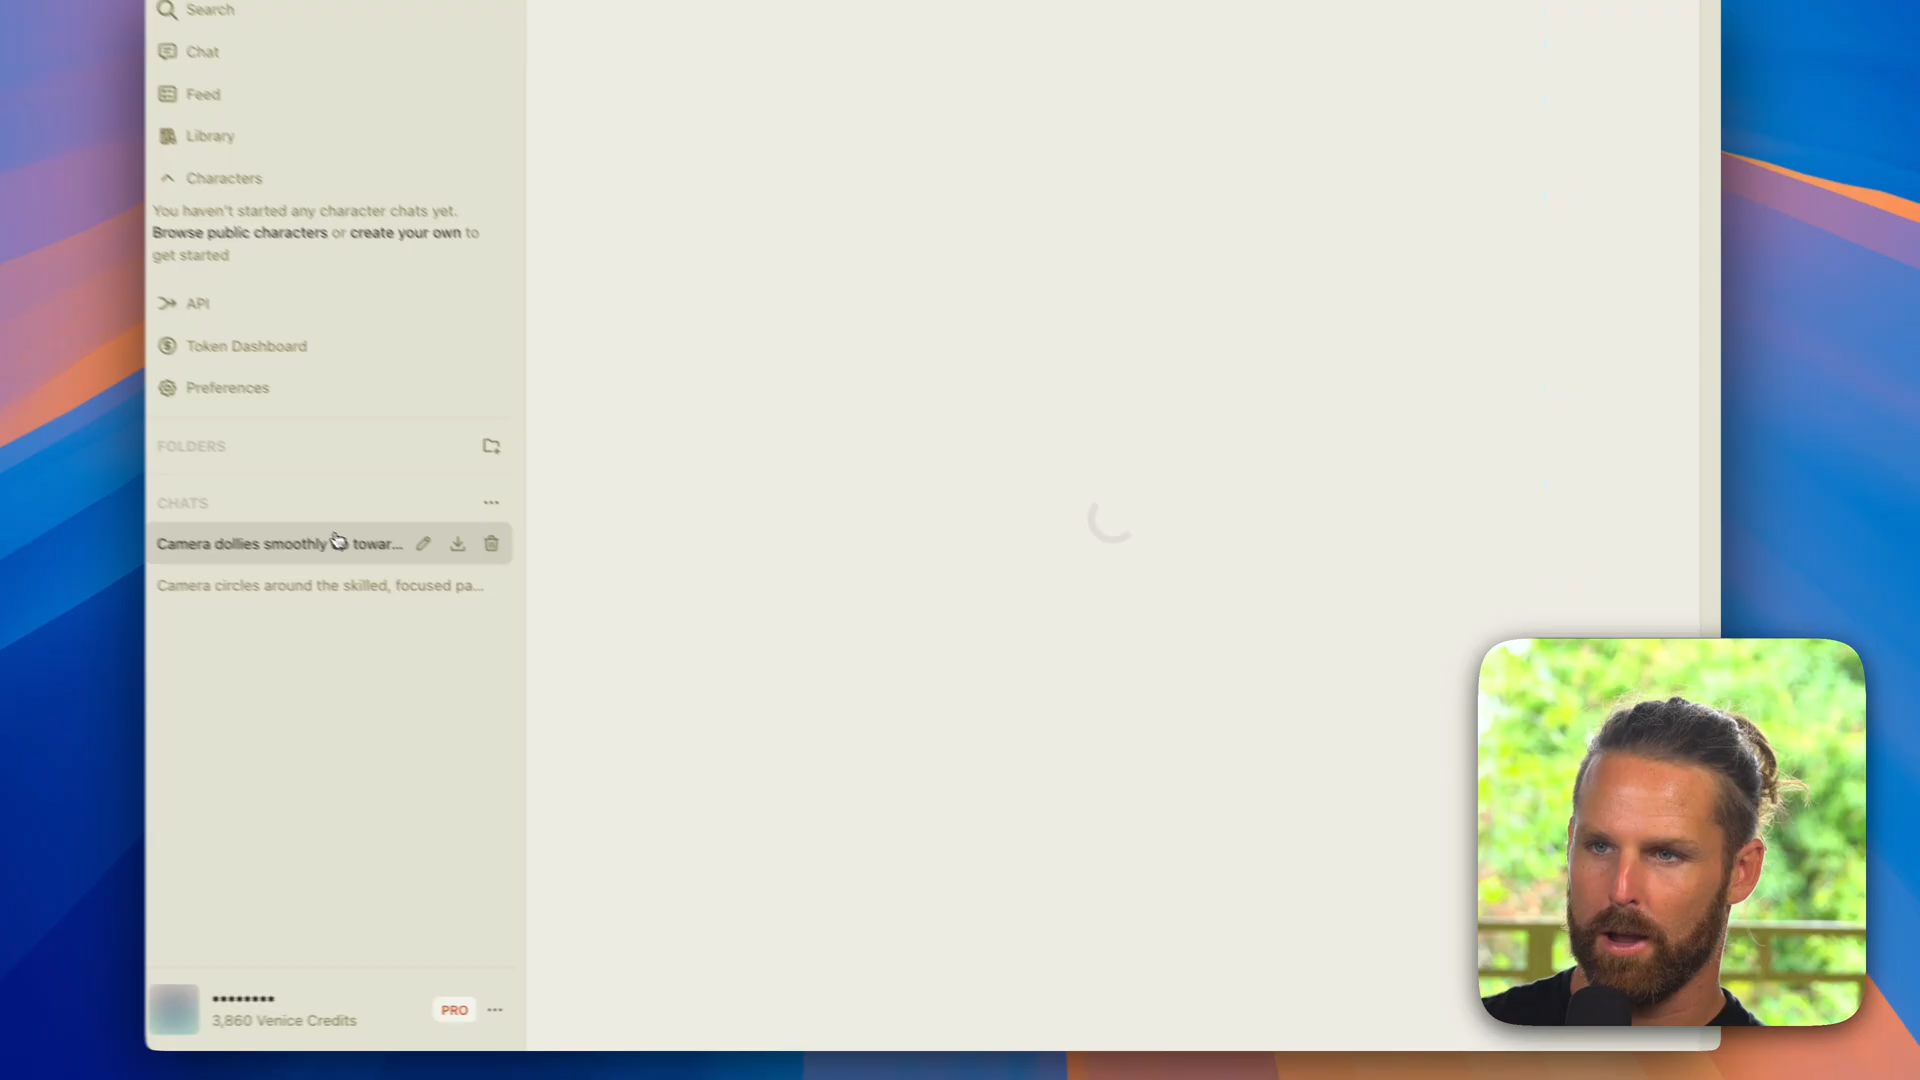 Search
Chat
Feed
Library
Characters
You haven't started any character chats yet.
Browse public characters or create your own to
get started
API
Token Dashboard
Preferences
FOLDERS
CHATS
Camera dollies smoothly towar...
Camera circles around the skilled, focused pa...
********
3,860 Venice Credits
PRO